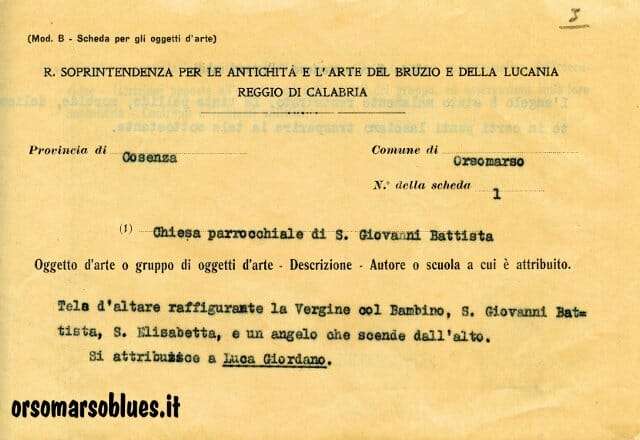 3
(Mod. B - Scheda per gli oggetti d'arte)
R. SOPRINTENDENZA PER LE ANTICHITÀ E L'ARTE DEL BRUZIO E DELLA LUCANIA
REGGIO DI CALABRIA
Provincia di Cosenza Comune di Orsomarso
N.° della scheda 1
(1) Chiesa parrocchiale di S. Giovanni Battista
Oggetto d'arte o gruppo di oggetti d'arte - Descrizione - Autore o scuola a cui è attribuito.
Tela d'altare raffigurante la Vergine col Bambino, S. Giovanni Bat-
tista, S. Elisabetta, e un angelo che scende dall'alto.
Si attribuisce a Luca Giordano.
orsomarsoblues.it